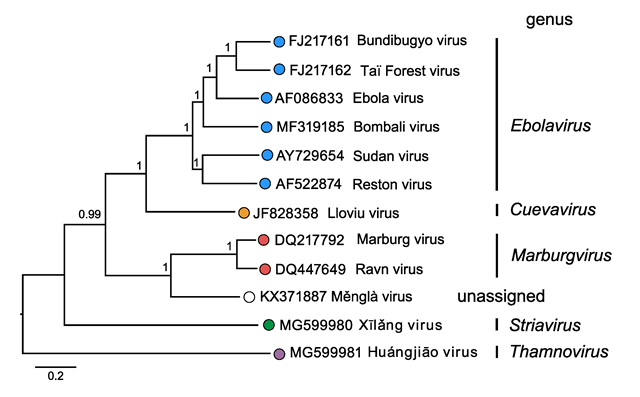 genus
1 FJ217161 Bundibugyo virus
1 FJ217162 Taï Forest virus
1 AF086833 Ebola virus
1 MF319185 Bombali virus
Ebolavirus
1 AY729654 Sudan virus
1 AF522874 Reston virus
0.99 JF828358 Lloviu virus Cuevavirus
1 DQ217792 Marburg virus
Marburgvirus
1 DQ447649 Ravn virus
KX371887 Měnglà virus unassigned
MG599980 Xīlǎng virus Striavirus
MG599981 Huángjiāo virus Thamnovirus
0.2